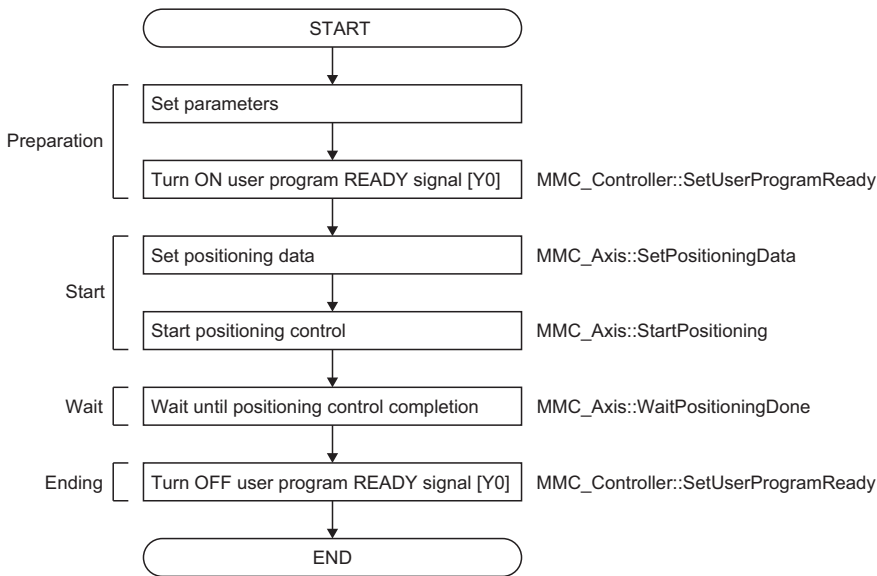 START
Set parameters
Preparation
Turn ON user program READY signal [Y0] MMC_Controller::SetUserProgramReady
Set positioning data MMC_Axis::SetPositioningData
Start
Start positioning control MMC_Axis::StartPositioning
Wait Wait until positioning control completion MMC_Axis::WaitPositioningDone
Ending Turn OFF user program READY signal [Y0] MMC_Controller::SetUserProgramReady
END